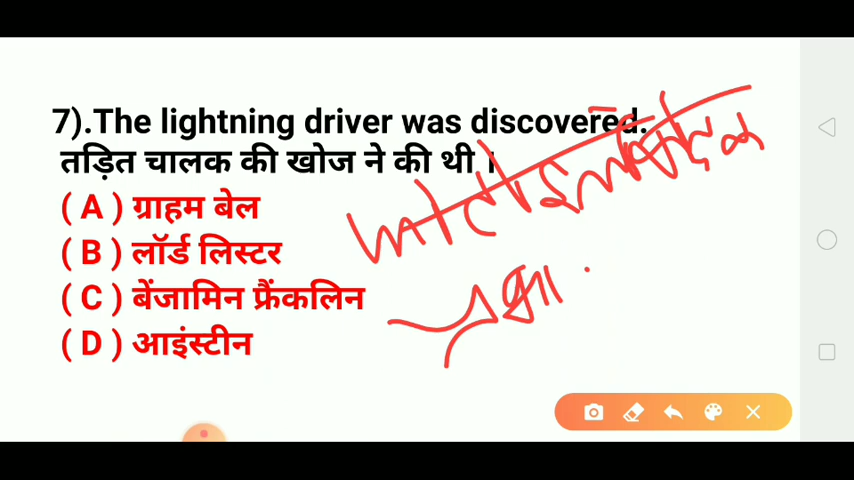 7).The lightning driver was discovered.
तड़ित चालक की खोज ने की थी ।
( A ) ग्राहम बेल
( B ) लॉर्ड लिस्टर
( C ) बेंजामिन फ्रैंकलिन
( D ) आइंस्टीन